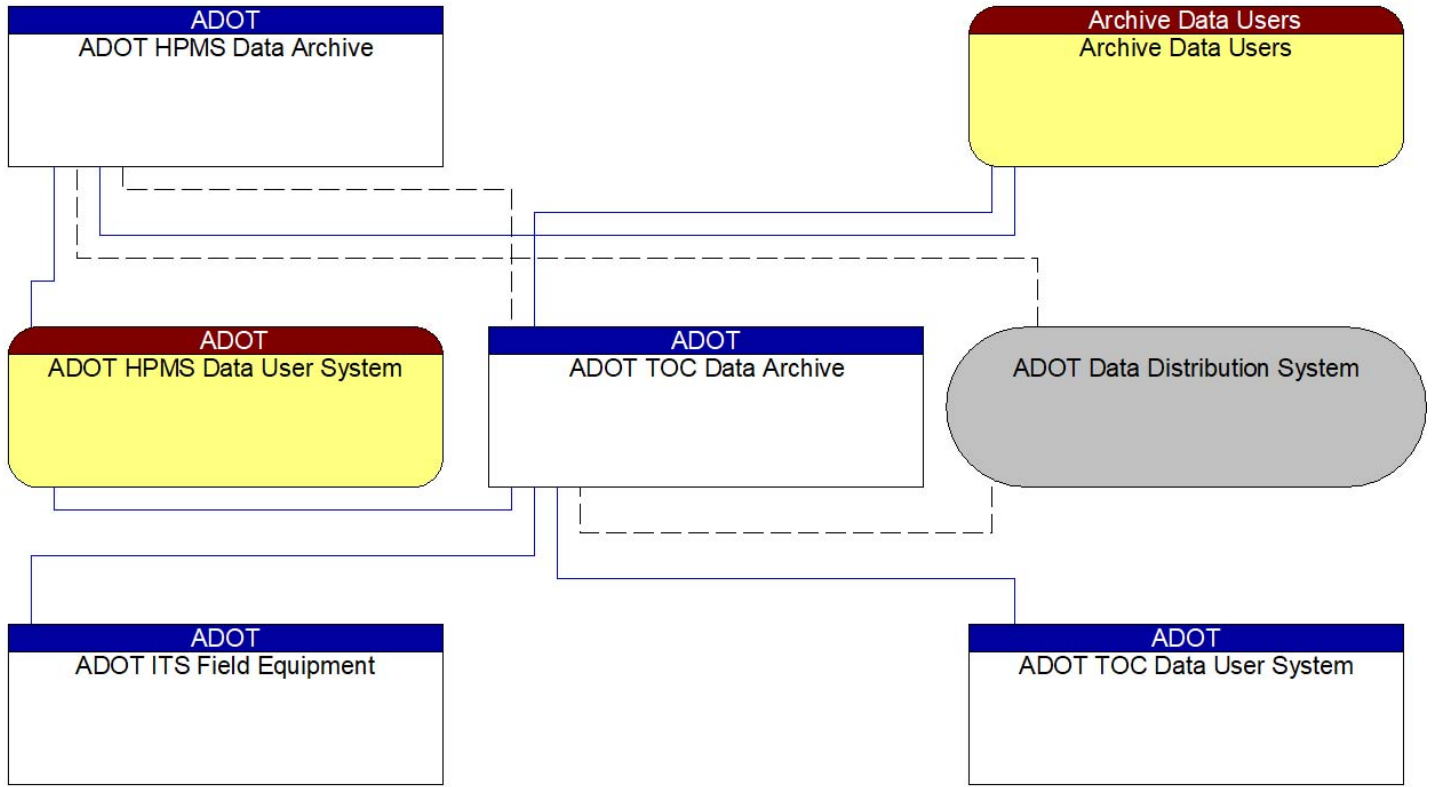 ADOT
ADOT HPMS Data Archive
Archive Data Users
Archive Data Users
ADOT
ADOT HPMS Data User System
ADOT
ADOT TOC Data Archive
ADOT Data Distribution System
ADOT
ADOT ITS Field Equipment
ADOT
ADOT TOC Data User System